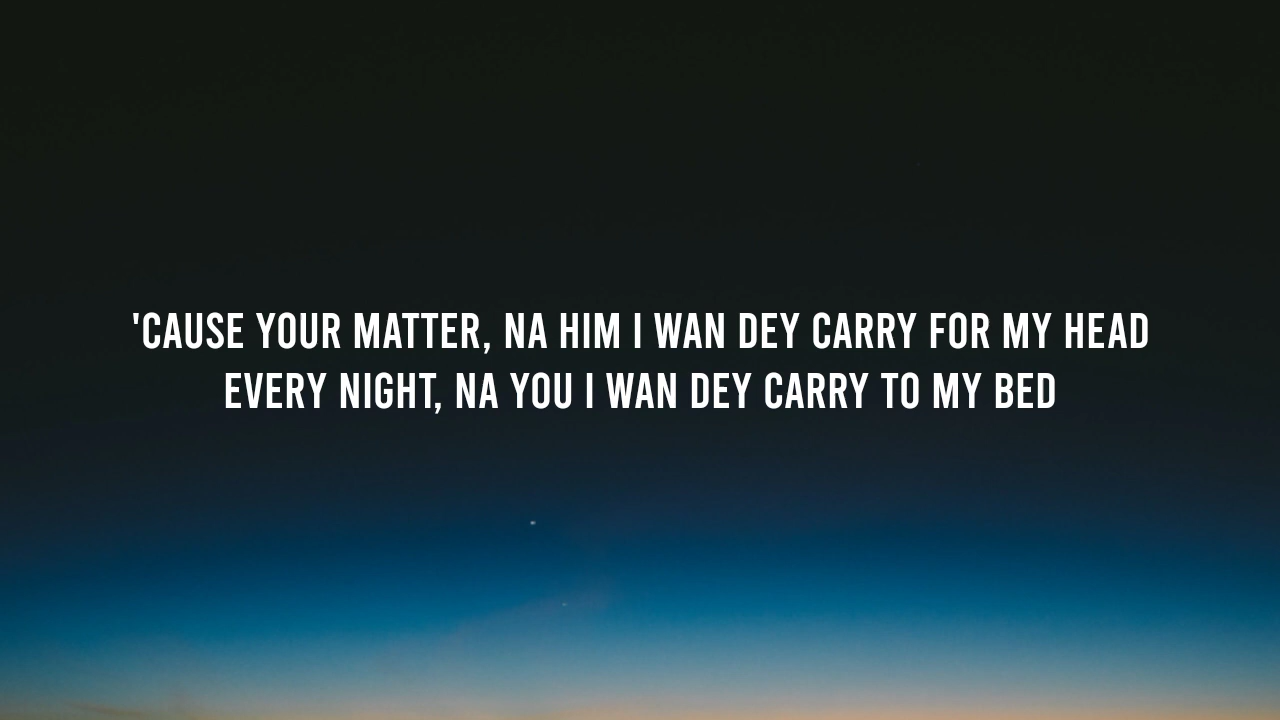 'CAUSE YOUR MATTER, NA HIM I WAN DEY CARRY FOR MY HEAD
EVERY NIGHT, NA YOU I WAN DEY CARRY TO MY BED